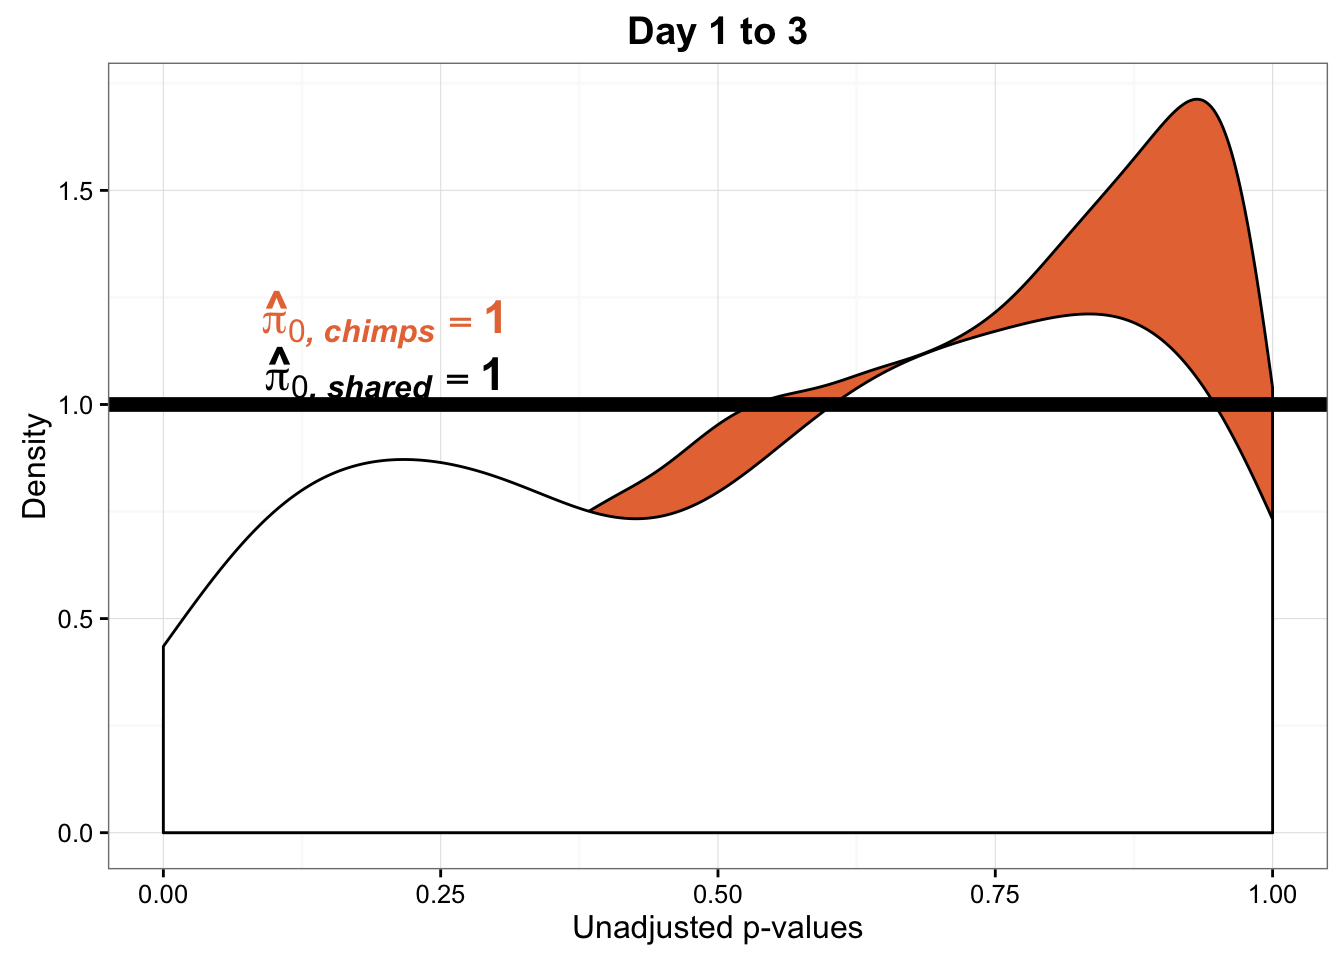 Day 1 to 3
1.5
1.0
0.5
0.0
Density
π̂0, chimps = 1
π̂0, shared = 1
0.00 0.25 0.50 0.75 1.00
Unadjusted p-values